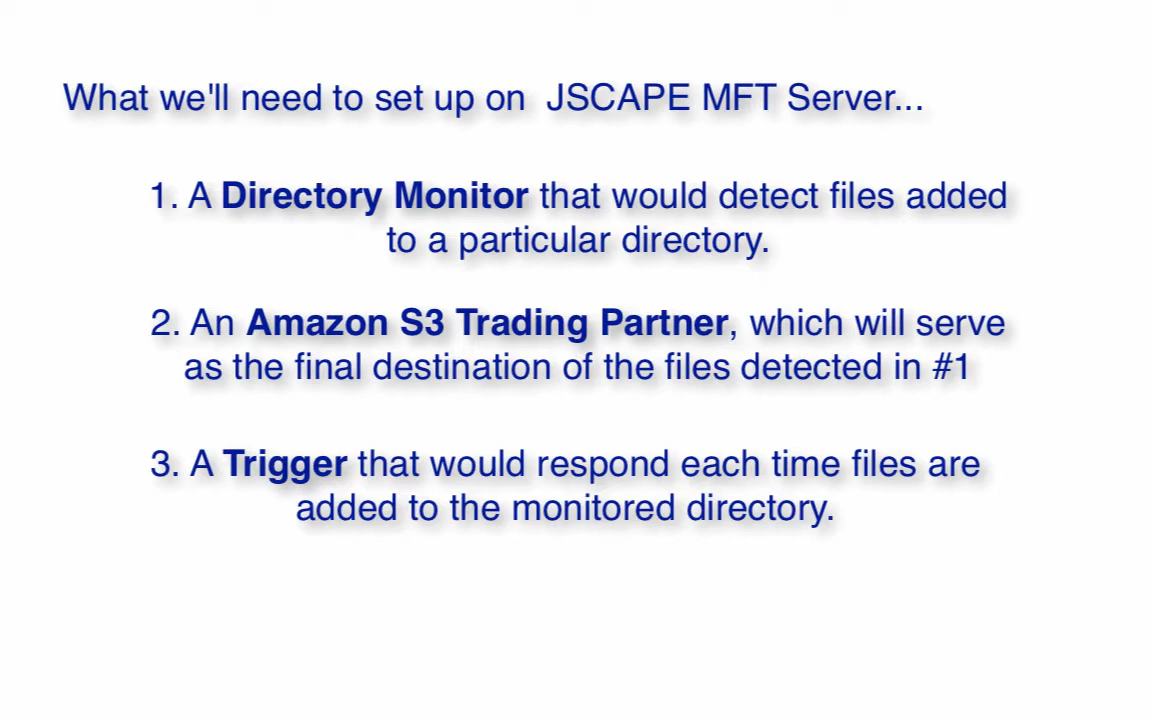 What we'll need to set up on JSCAPE MFT Server...
1. A Directory Monitor that would detect files added
to a particular directory.
2. An Amazon S3 Trading Partner, which will serve
as the final destination of the files detected in #1
3. A Trigger that would respond each time files are
added to the monitored directory.